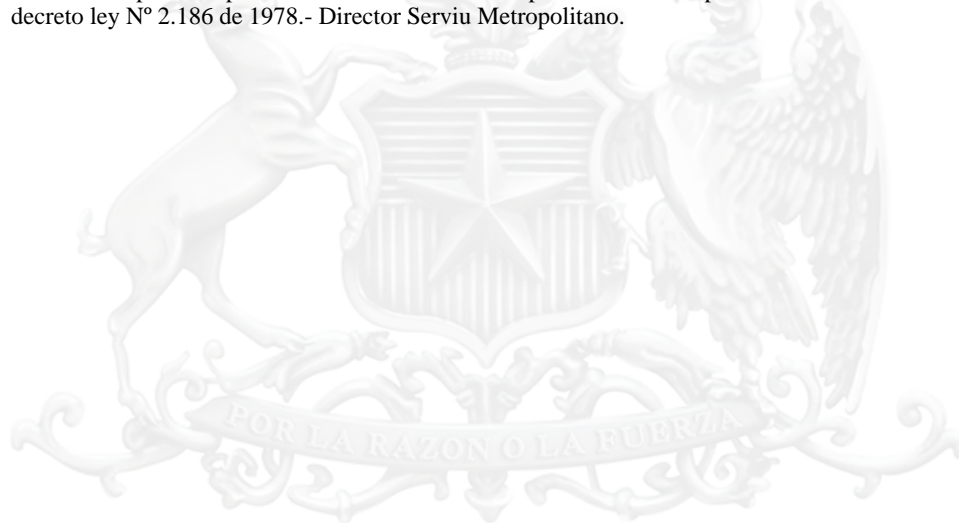 decreto ley Nº 2.186 de 1978.- Director Serviu Metropolitano.
POR LA RAZON O LA FUERZA